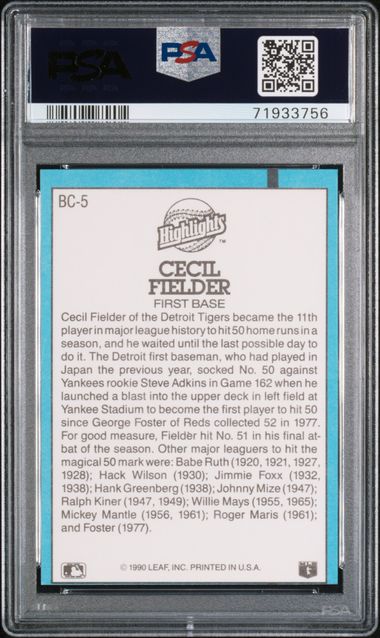 PSA
PSA
71933756
BC-5
Highlights™
CECIL
FIELDER
FIRST BASE
Cecil Fielder of the Detroit Tigers became the 11th
player in major league history to hit 50 home runs in a
season, and he waited until the last possible day to
do it. The Detroit first baseman, who had played in
Japan the previous year, socked No. 50 against
Yankees rookie Steve Adkins in Game 162 when he
launched a blast into the upper deck in left field at
Yankee Stadium to become the first player to hit 50
since George Foster of Reds collected 52 in 1977.
For good measure, Fielder hit No. 51 in his final at-
bat of the season. Other major leaguers to hit the
magical 50 mark were: Babe Ruth (1920, 1921, 1927,
1928); Hack Wilson (1930); Jimmie Foxx (1932,
1938); Hank Greenberg (1938); Johnny Mize (1947);
Ralph Kiner (1947, 1949); Willie Mays (1955, 1965);
Mickey Mantle (1956, 1961); Roger Maris (1961);
and Foster (1977).
© 1990 LEAF, INC. PRINTED IN U.S.A.
PSA